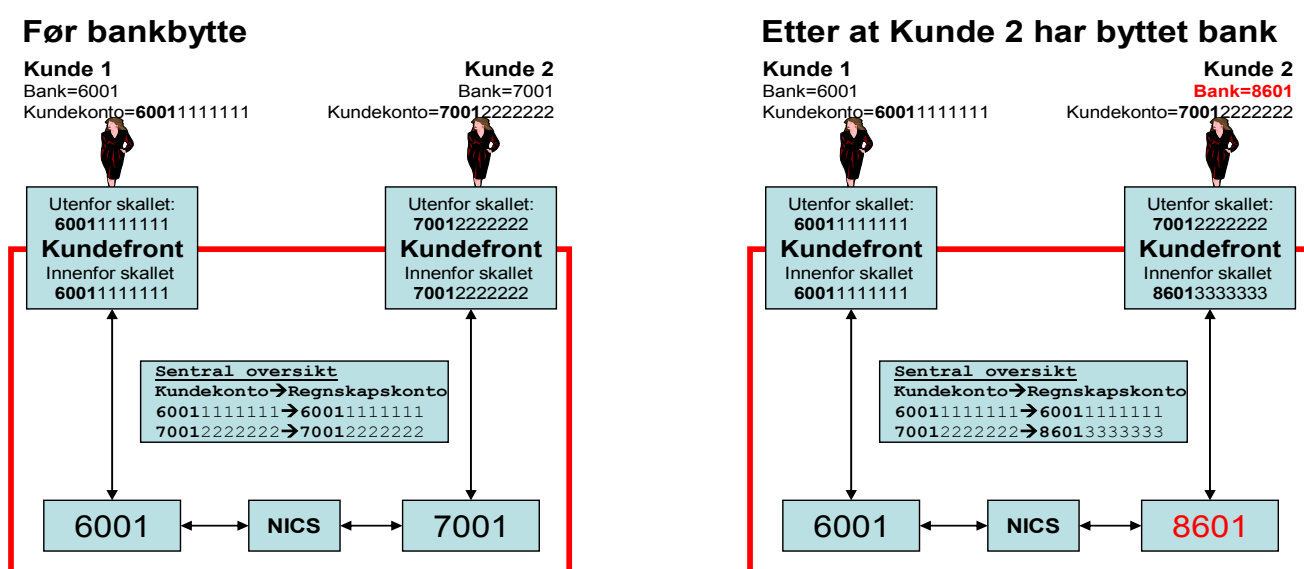 Før bankbytte
Kunde 1
Bank=6001
Kundekonto=60011111111
Kunde 2
Bank=7001
Kundekonto=70012222222
Utenfor skallet:
60011111111
Kundefront
Innenfor skallet
60011111111
Utenfor skallet:
70012222222
Kundefront
Innenfor skallet
70012222222
Sentral oversikt
Kundekonto→Regnskapskonto
60011111111→60011111111
70012222222→70012222222
6001
NICS
7001
Etter at Kunde 2 har byttet bank
Kunde 1
Bank=6001
Kundekonto=60011111111
Kunde 2
Bank=8601
Kundekonto=70012222222
Utenfor skallet:
60011111111
Kundefront
Innenfor skallet
60011111111
Utenfor skallet:
70012222222
Kundefront
Innenfor skallet
86013333333
Sentral oversikt
Kundekonto→Regnskapskonto
60011111111→60011111111
70012222222→86013333333
6001
NICS
8601